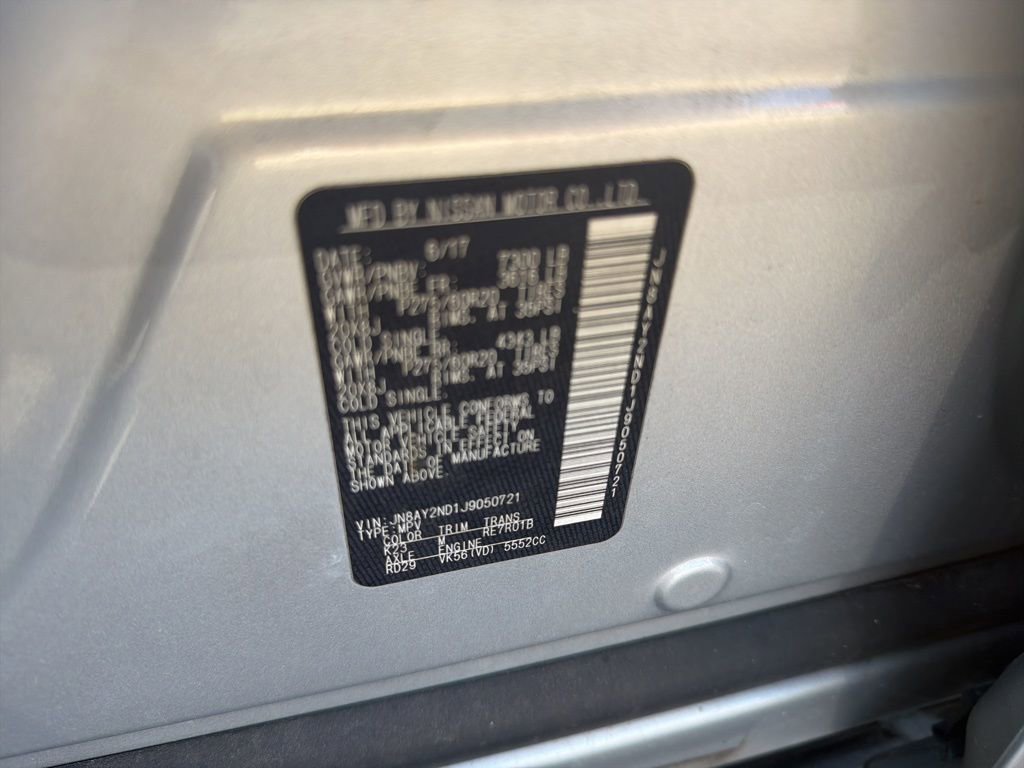 MFD BY NISSAN MOTOR CO.,LTD.
DATE: 8/17
GVWR/PNBV: 7300 LB
GAWR/PNBE FR:
WITH P275/60R20 TIRES
20X8J RIMS. AT 35PSI
COLD SINGLE.
GAWR/PNBE RR: 4343 LB
WITH P275/60R20 TIRES
20X8J RIMS. AT 35PSI
COLD SINGLE.
THIS VEHICLE CONFORMS TO
ALL APPLICABLE FEDERAL
MOTOR VEHICLE SAFETY
STANDARDS IN EFFECT ON
THE DATE OF MANUFACTURE
SHOWN ABOVE.
VIN:JN8AY2ND1J9050721
TYPE:MPV
COLOR TRIM TRANS
K23 M RE7R01B
AXLE ENGINE
RD29 VK56(VD) 5552CC
JN8AY2ND1J9050721